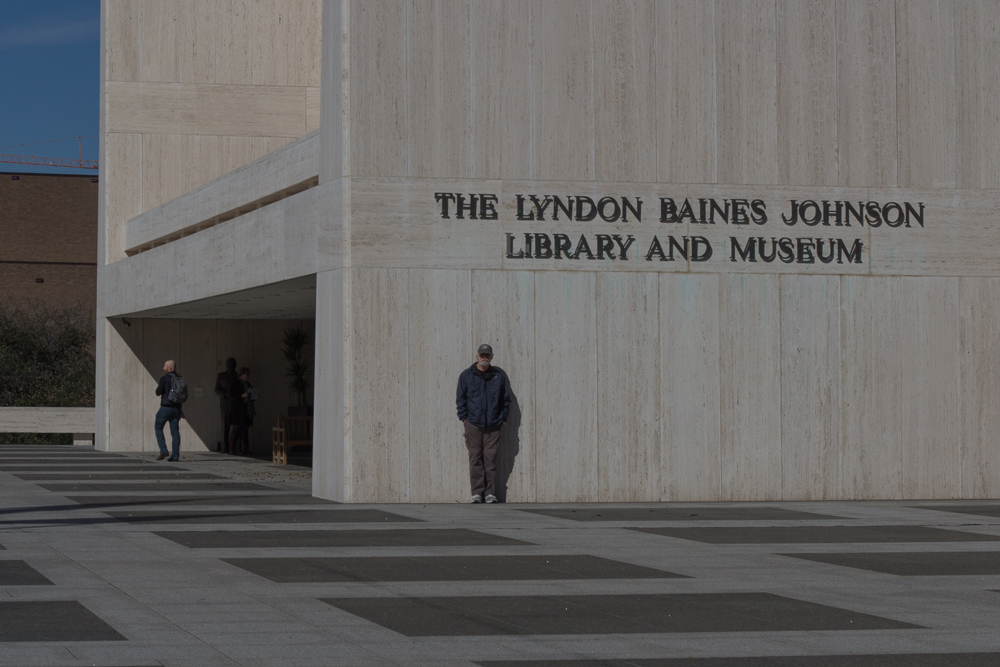 THE LYNDON BAINES JOHNSON
LIBRARY AND MUSEUM